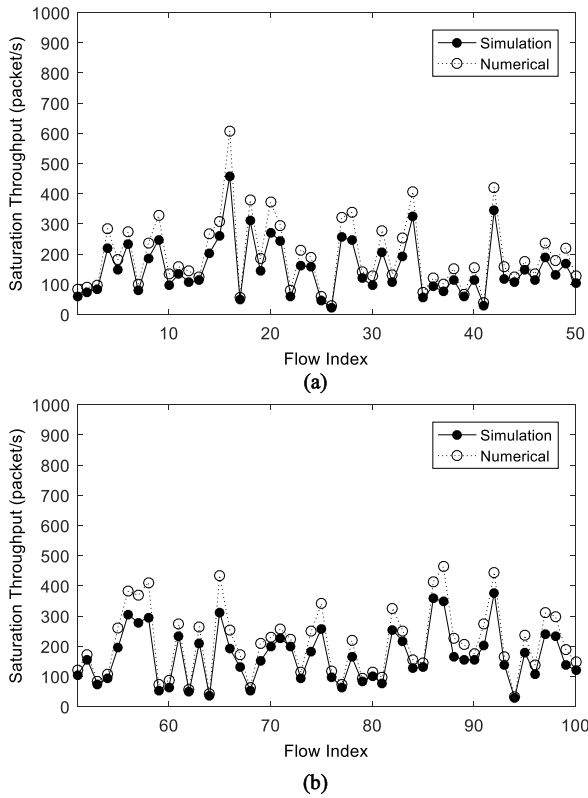 1000
900
800
700
600
500
400
300
200
100
0
Saturation Throughput (packet/s)
Simulation
Numerical
10 20 30 40 50
Flow Index
(a)
1000
900
800
700
600
500
400
300
200
100
0
Saturation Throughput (packet/s)
Simulation
Numerical
60 70 80 90 100
Flow Index
(b)